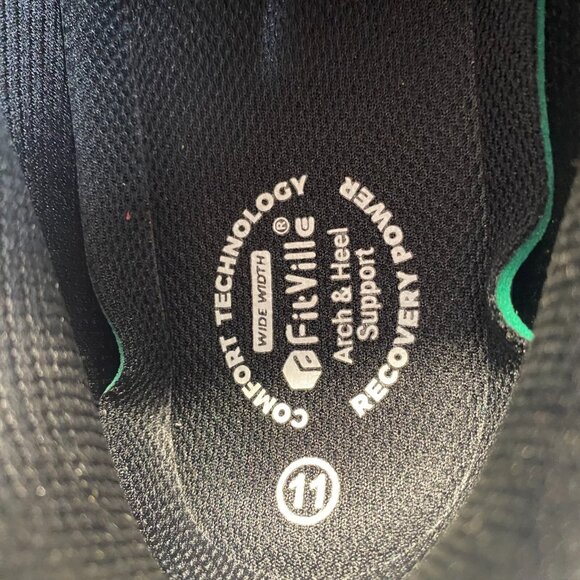 COMFORT TECHNOLOGY
WIDE WIDTH
FitVille®
Arch & Heel
Support
RECOVERY POWER
11